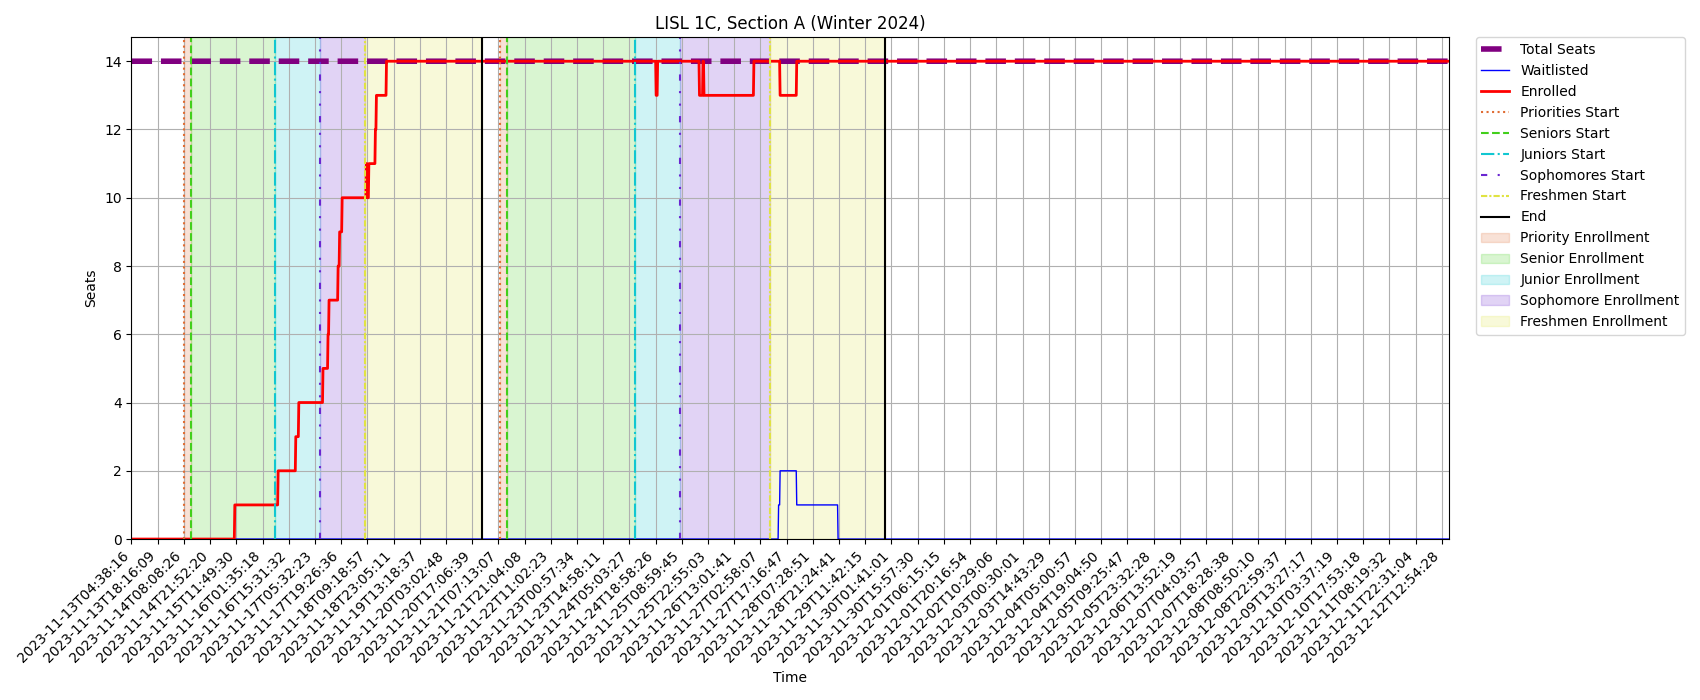 LISL 1C, Section A (Winter 2024)
14
12
10
8
6
4
2
0
Seats
Total Seats
Waitlisted
Enrolled
Priorities Start
Seniors Start
Juniors Start
Sophomores Start
Freshmen Start
End
Priority Enrollment
Senior Enrollment
Junior Enrollment
Sophomore Enrollment
Freshmen Enrollment
2023-11-13T04:38:16
2023-11-13T18:16:09
2023-11-14T08:08:26
2023-11-14T21:52:20
2023-11-15T11:49:30
2023-11-16T01:35:18
2023-11-16T15:31:32
2023-11-17T05:32:23
2023-11-17T19:26:36
2023-11-18T09:18:57
2023-11-18T23:05:11
2023-11-19T13:18:37
2023-11-20T03:02:48
2023-11-20T17:06:39
2023-11-21T07:13:07
2023-11-21T21:04:08
2023-11-22T11:02:23
2023-11-23T00:57:34
2023-11-23T14:58:11
2023-11-24T05:03:27
2023-11-24T18:58:26
2023-11-25T08:59:45
2023-11-25T22:55:03
2023-11-26T13:01:41
2023-11-27T02:58:07
2023-11-27T17:16:47
2023-11-28T07:28:51
2023-11-28T21:24:41
2023-11-29T11:42:15
2023-11-30T01:41:01
2023-11-30T15:57:30
2023-12-01T06:15:15
2023-12-01T20:16:54
2023-12-02T10:29:06
2023-12-03T00:30:01
2023-12-03T14:43:29
2023-12-04T05:00:57
2023-12-04T19:04:50
2023-12-05T09:25:47
2023-12-05T23:32:28
2023-12-06T13:52:19
2023-12-07T04:03:57
2023-12-07T18:28:38
2023-12-08T08:50:10
2023-12-08T22:59:37
2023-12-09T13:27:17
2023-12-10T03:37:19
2023-12-10T17:53:18
2023-12-11T08:19:32
2023-12-11T22:31:04
2023-12-12T12:54:28
Time